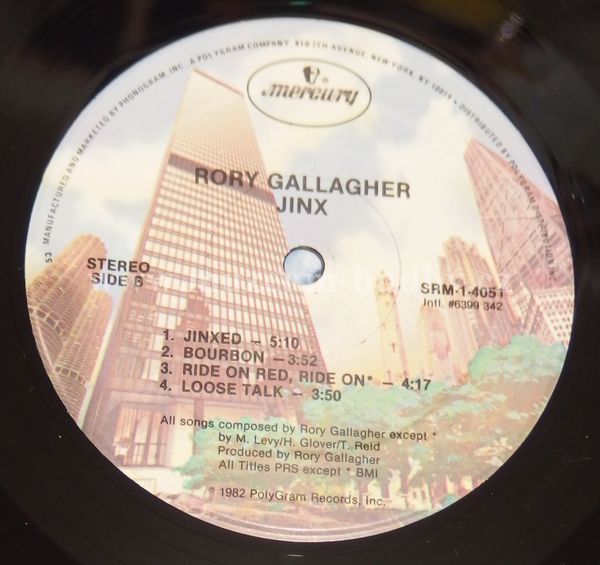 53 MANUFACTURED AND MARKETED BY PHONOGRAM, INC. A POLYGRAM COMPANY, 810 7TH AVENUE, NEW YORK, NY 10019 • DISTRIBUTED BY POLYGRAM DISTRIBUTION INC.
mercury
®
RORY GALLAGHER
JINX
STEREO
SIDE B
SRM-1-4051
Intl. #6399 342
1. JINXED – 5:10
2. BOURBON – 3:52
3. RIDE ON RED, RIDE ON* – 4:17
4. LOOSE TALK – 3:50
All songs composed by Rory Gallagher except *
by M. Levy/H. Glover/T. Reid
Produced by Rory Gallagher
All Titles PRS except * BMI
℗ 1982 PolyGram Records, Inc.